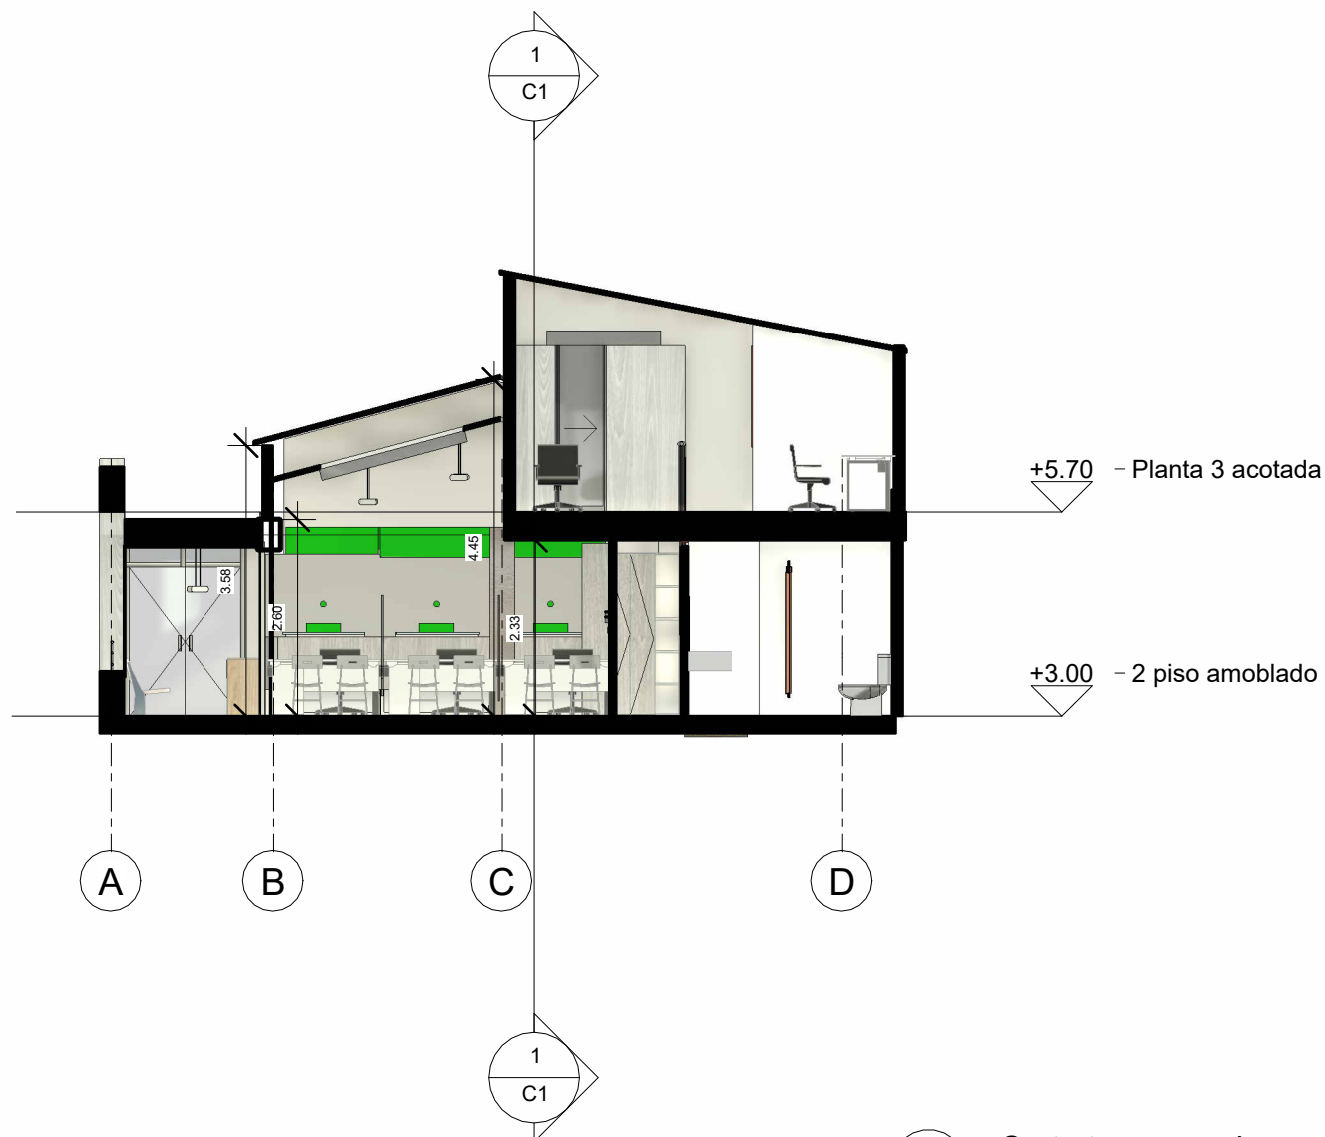 1
C1
+5.70 - Planta 3 acotada
4.45
3.58
2.60
2.33
+3.00 - 2 piso amoblado
A
B
C
D
1
C1